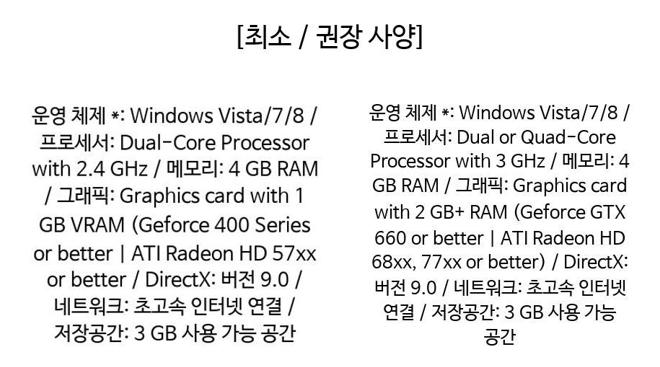 [최소 / 권장 사양]
운영 체제 *: Windows Vista/7/8 /
프로세서: Dual-Core Processor
with 2.4 GHz / 메모리: 4 GB RAM
/ 그래픽: Graphics card with 1
GB VRAM (Geforce 400 Series
or better | ATI Radeon HD 57xx
or better / DirectX: 버전 9.0 /
네트워크: 초고속 인터넷 연결 /
저장공간: 3 GB 사용 가능 공간
운영 체제 *: Windows Vista/7/8 /
프로세서: Dual or Quad-Core
Processor with 3 GHz / 메모리: 4
GB RAM / 그래픽: Graphics card
with 2 GB+ RAM (Geforce GTX
660 or better | ATI Radeon HD
68xx, 77xx or better) / DirectX:
버전 9.0 / 네트워크: 초고속 인터넷
연결 / 저장공간: 3 GB 사용 가능
공간